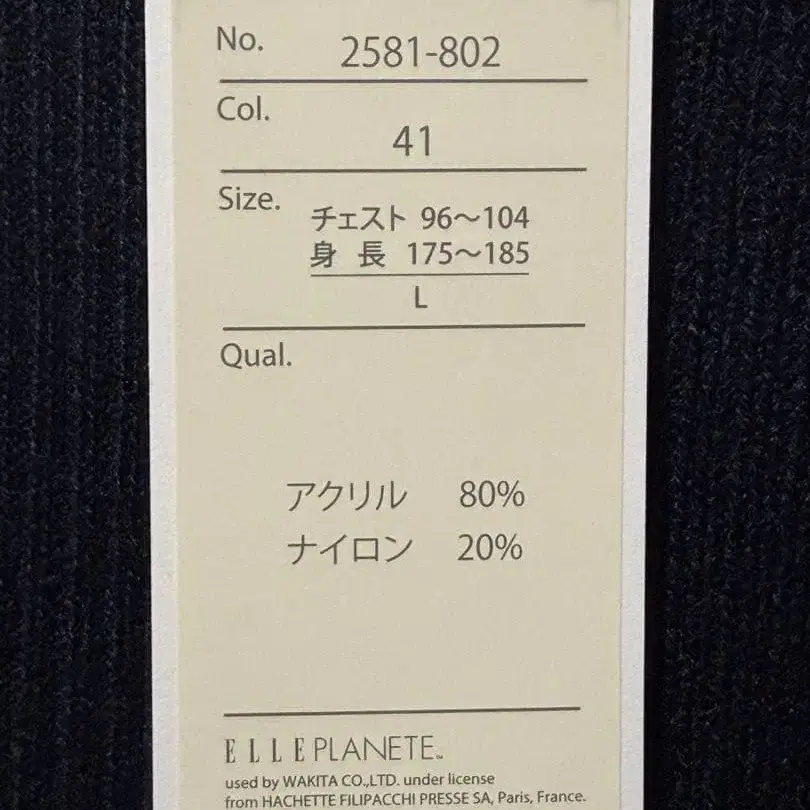 No.
2581-802
Col.
41
Size.
チェスト 96～104
身 長 175～185
L
Qual.
アクリル 80%
ナイロン 20%
ELLEPLANETE™
used by WAKITA CO.,LTD. under license
from HACHETTE FILIPACCHI PRESSE SA, Paris, France.